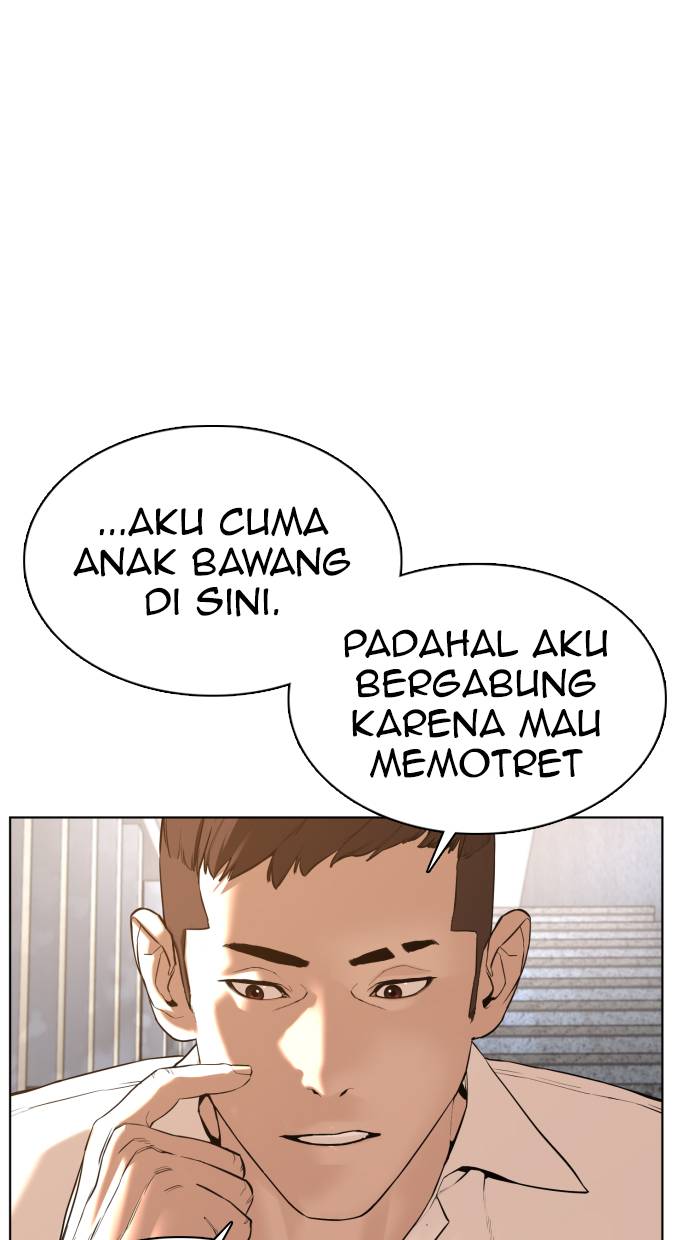 ...AKU CUMA
ANAK BAWANG
DI SINI.
PADAHAL AKU
BERGABUNG
KARENA MAU
MEMOTRET